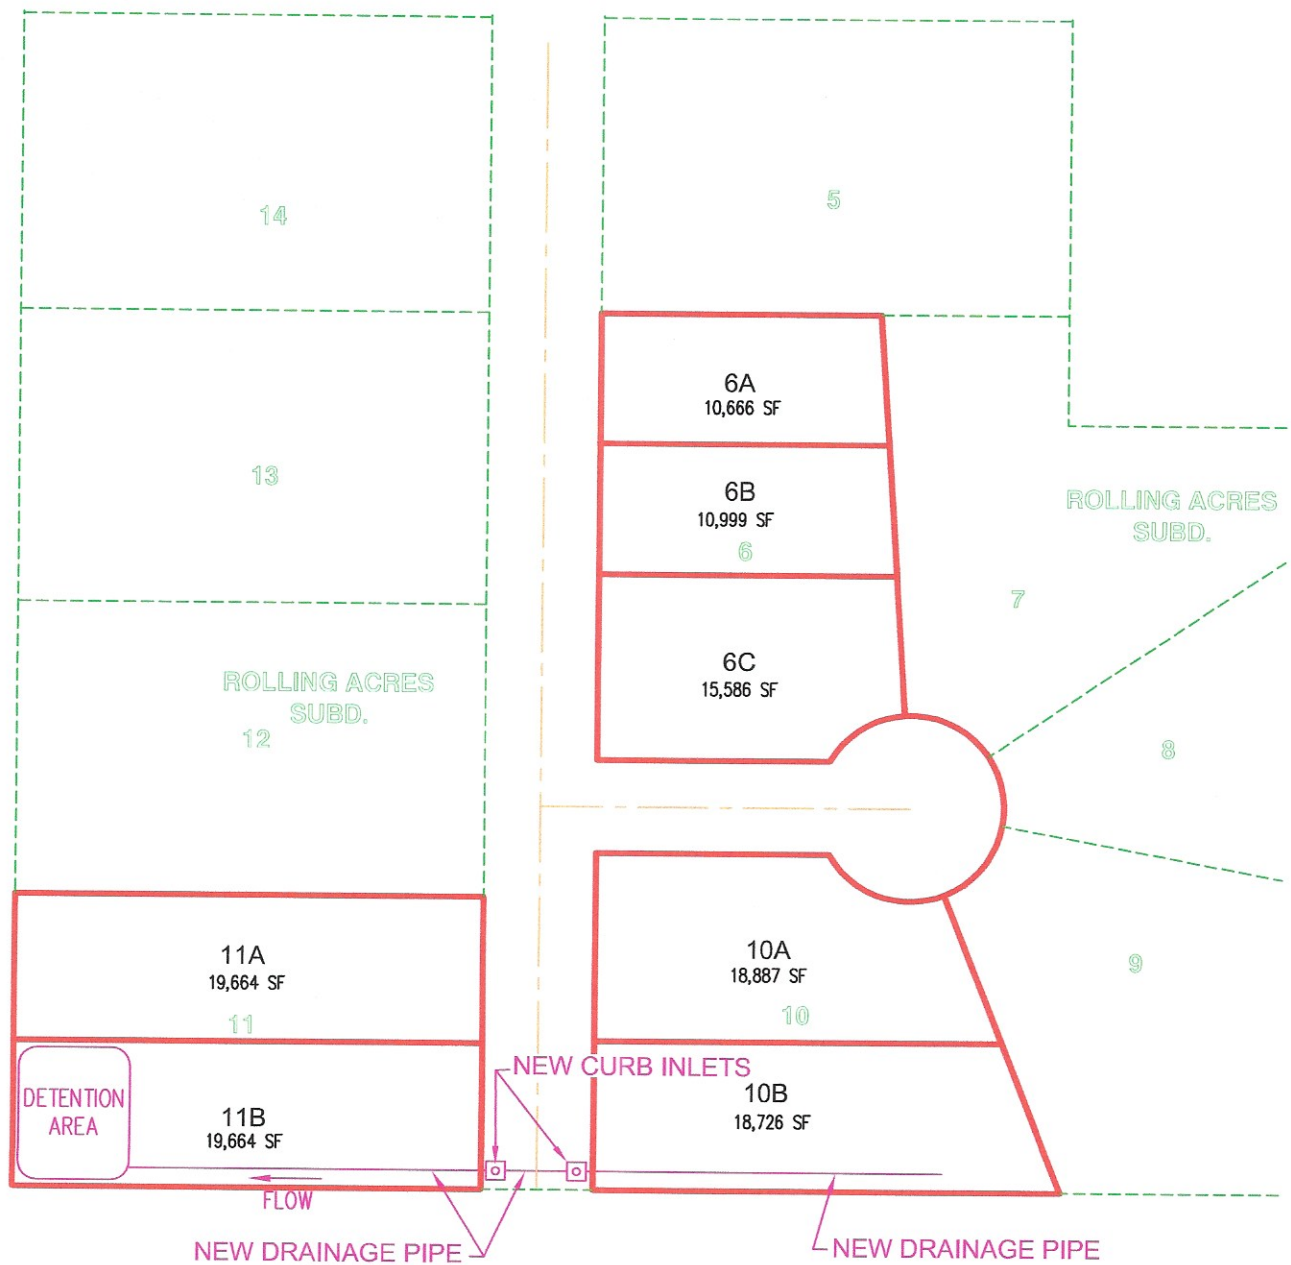 14
5
13
6A
10,666 SF
6B
10,999 SF
6
ROLLING ACRES
SUBD.
7
6C
15,586 SF
ROLLING ACRES
SUBD.
12
8
11A
19,664 SF
11
10A
18,887 SF
10
9
DETENTION
AREA
11B
19,664 SF
NEW CURB INLETS
10B
18,726 SF
FLOW
NEW DRAINAGE PIPE
NEW DRAINAGE PIPE